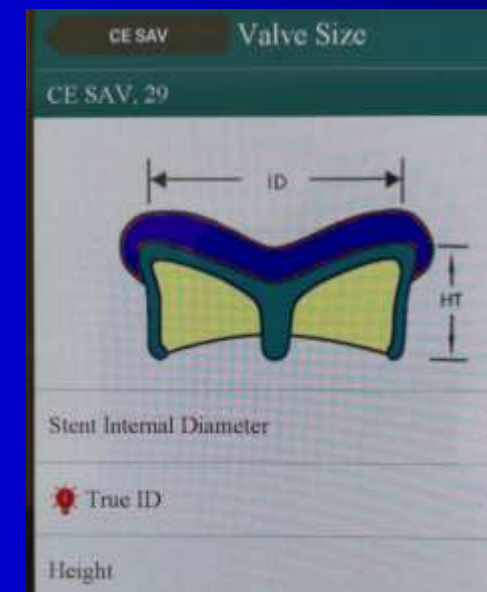 CE SAV
Valve Size
CE SAV, 29
ID
HT
Stent Internal Diameter
True ID
Height